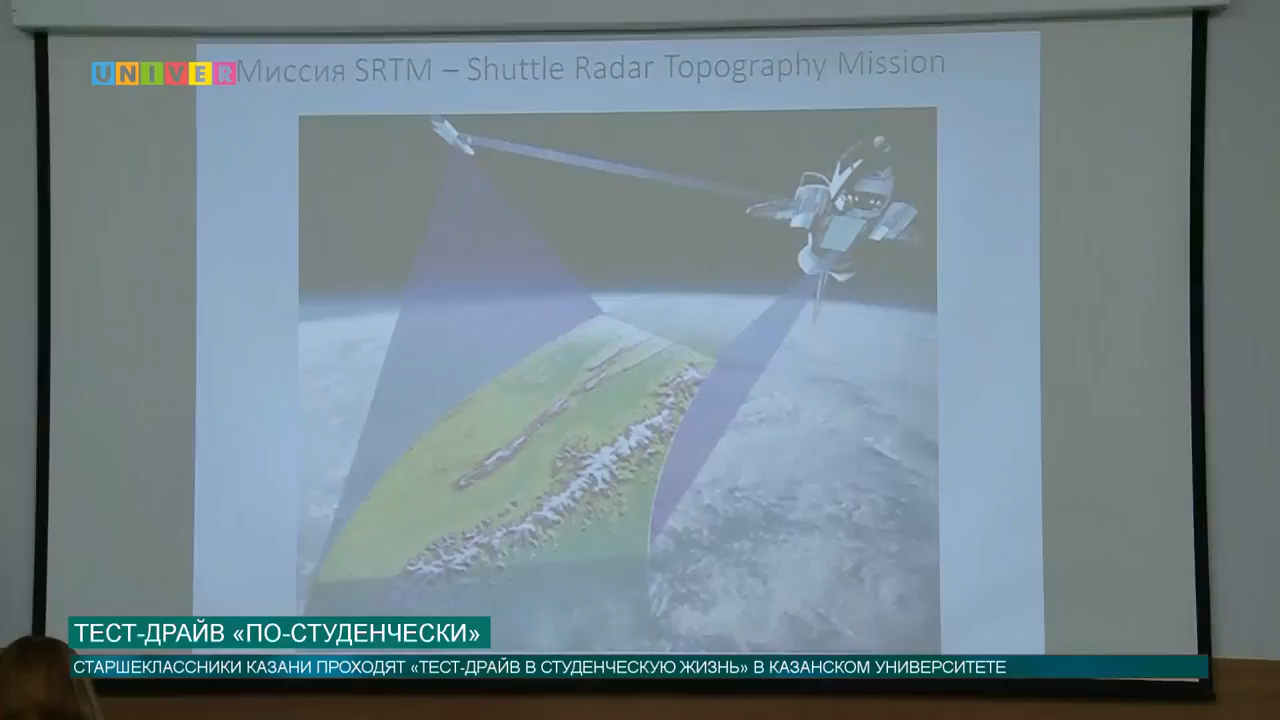 UNIVER
Миссия SRTM – Shuttle Radar Topography Mission
ТЕСТ-ДРАЙВ «ПО-СТУДЕНЧЕСКИ»
СТАРШЕКЛАССНИКИ КАЗАНИ ПРОХОДЯТ «ТЕСТ-ДРАЙВ В СТУДЕНЧЕСКУЮ ЖИЗНЬ» В КАЗАНСКОМ УНИВЕРСИТЕТЕ